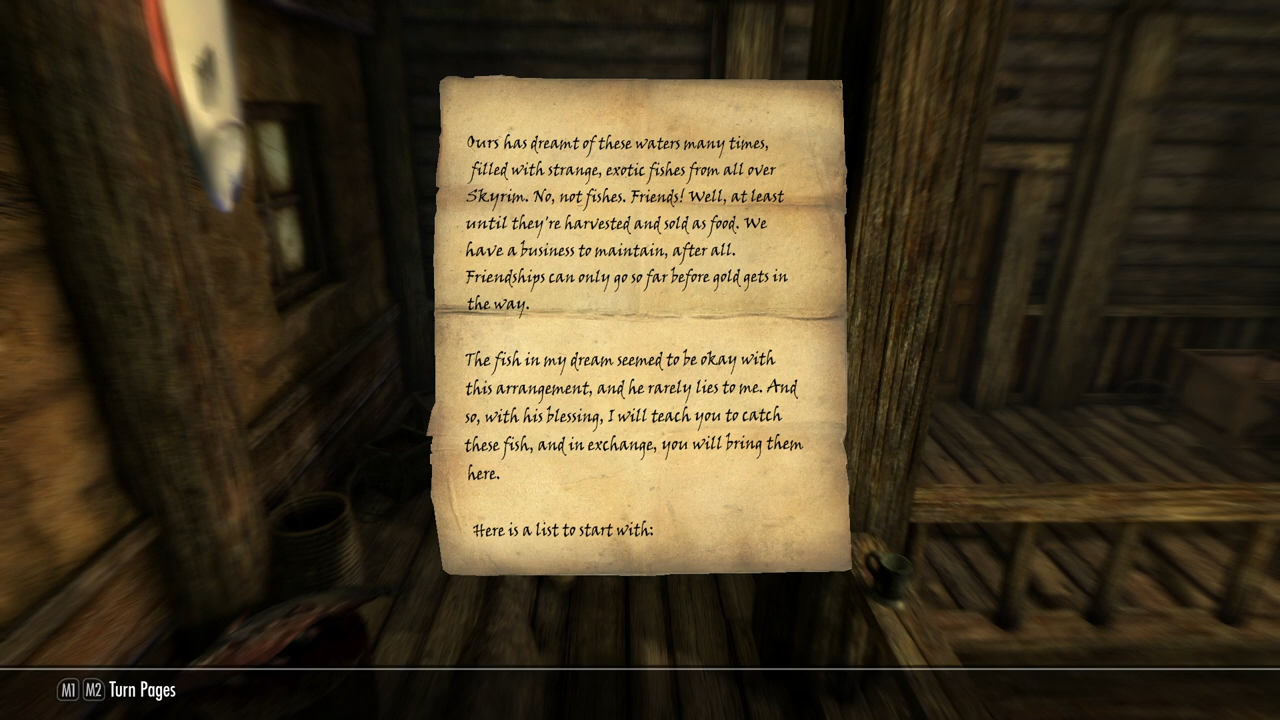 Ours has dreamt of these waters many times,
filled with strange, exotic fishes from all over
Skyrim. No, not fishes. Friends! Well, at least
until they're harvested and sold as food. We
have a business to maintain, after all.
Friendships can only go so far before gold gets in
the way.
The fish in my dream seemed to be okay with
this arrangement, and he rarely lies to me. And
so, with his blessing, I will teach you to catch
these fish, and in exchange, you will bring them
here.
Here is a list to start with:
M1 M2 Turn Pages